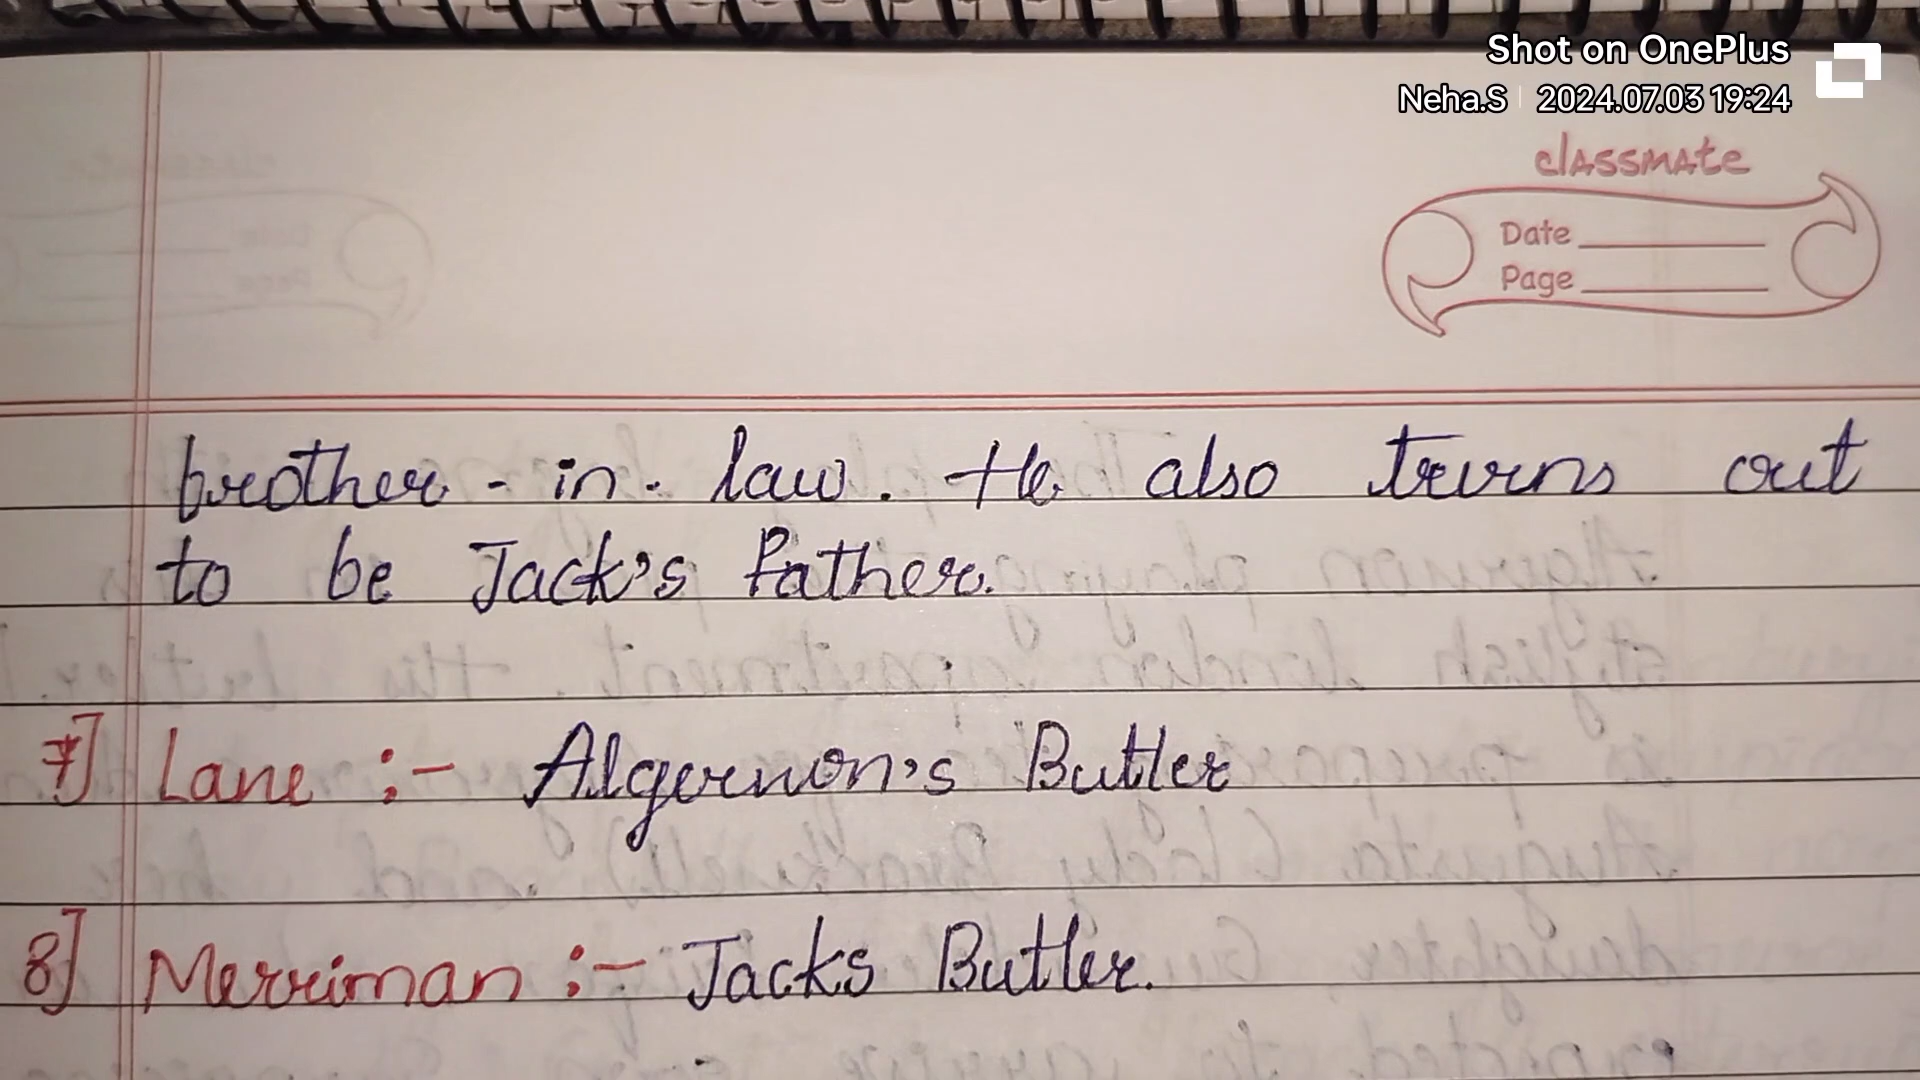 Shot on OnePlus
Neha.S | 2024.07.03 19:24
classmate
Date
Page
brother - in - law. He also turns out
to be Jack's Father.
7] Lane :- Algernon's Butler
8] Merriman :- Jacks Butler.